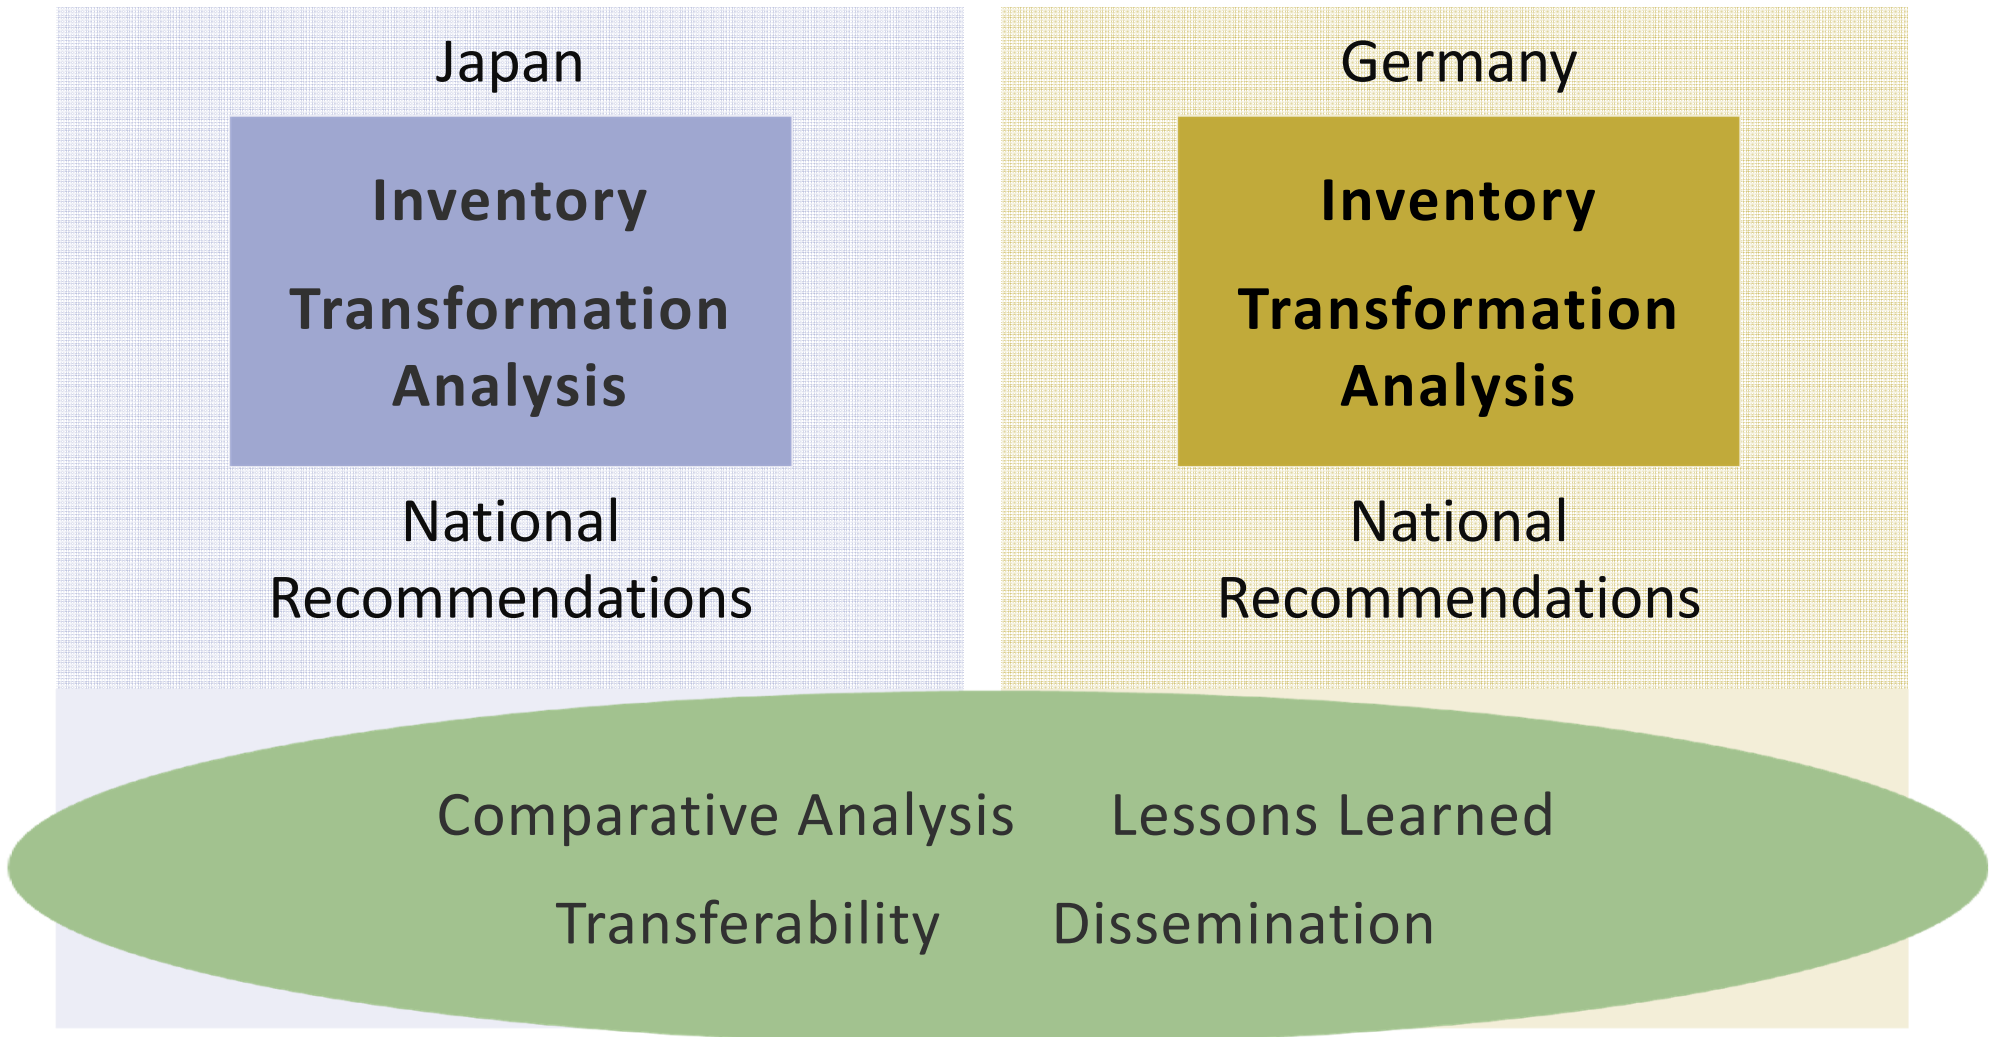 Japan
Inventory
Transformation
Analysis
National
Recommendations
Germany
Inventory
Transformation
Analysis
National
Recommendations
Comparative Analysis Lessons Learned
Transferability Dissemination